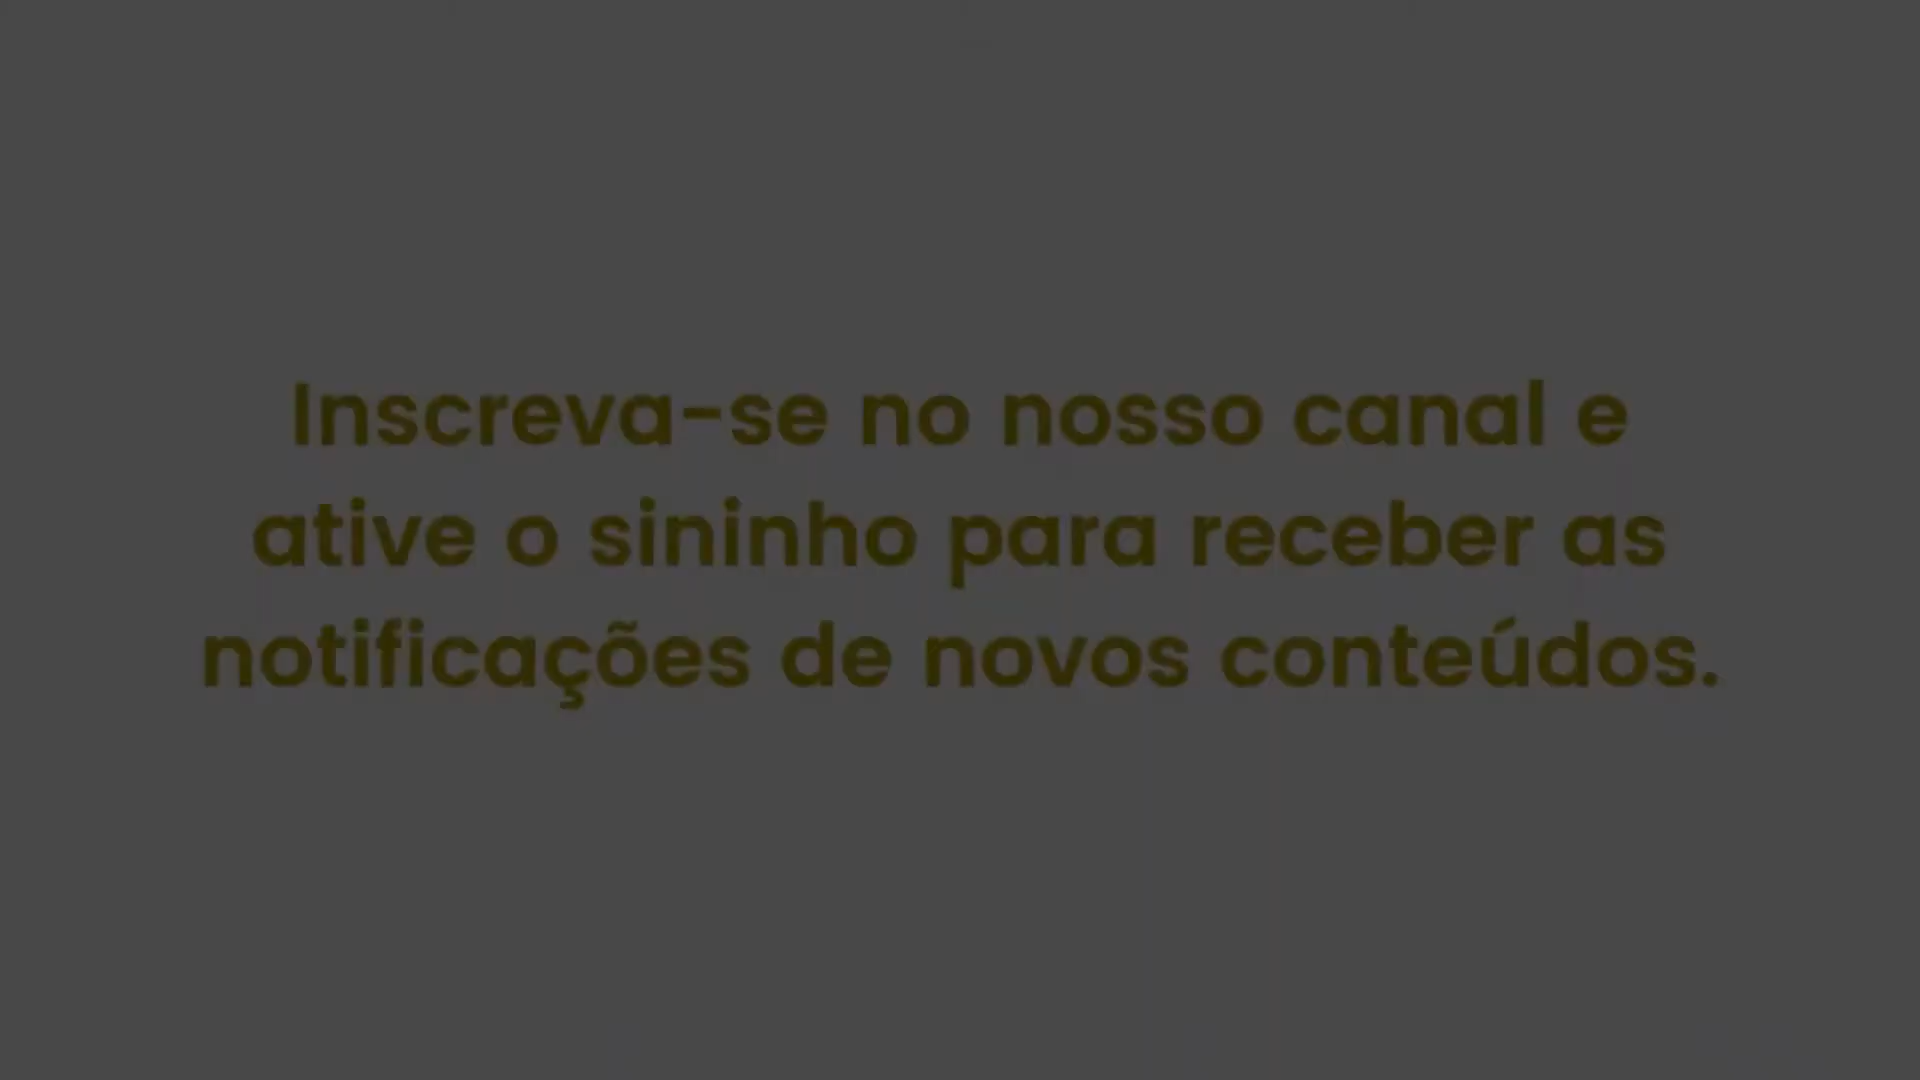 Inscreva-se no nosso canal e
ative o sininho para receber as
notificações de novos conteúdos.